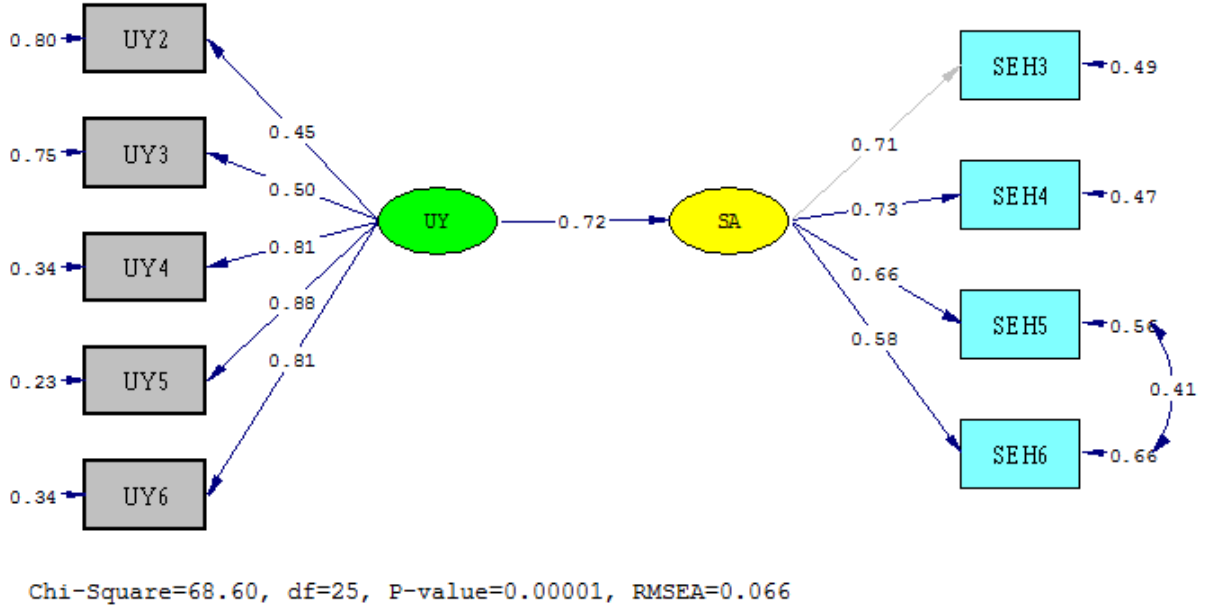 0.80 UY2
0.75 UY3
0.34 UY4
0.23 UY5
0.34 UY6
0.45
0.50
0.81
0.88
0.81
UY
0.72
SA
0.71
0.73
0.66
0.58
SEH3 0.49
SEH4 0.47
SEH5 0.56
SEH6 0.66
0.41
Chi-Square=68.60, df=25, P-value=0.00001, RMSEA=0.066